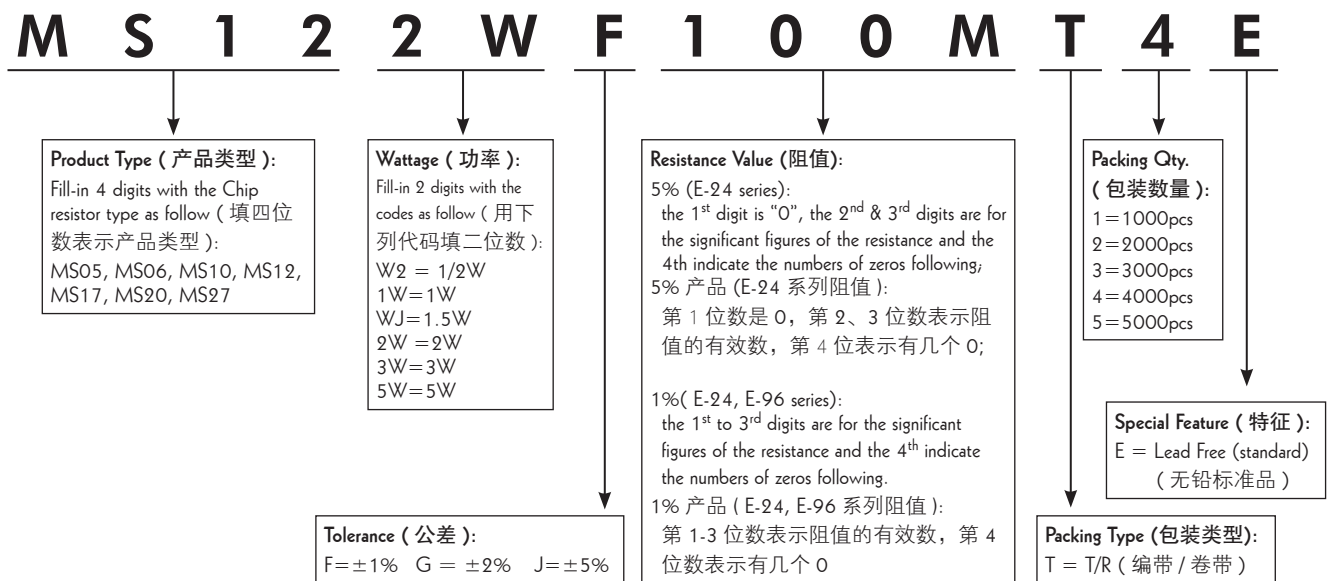 M S 1 2 2 W F 1 0 0 M T 4 E
Product Type ( 产品类型 ):
Fill-in 4 digits with the Chip
resistor type as follow ( 填四位
数表示产品类型 ):
MS05, MS06, MS10, MS12,
MS17, MS20, MS27
Wattage ( 功率 ):
Fill-in 2 digits with the
codes as follow ( 用下
列代码填二位数 ):
W2 = 1/2W
1W=1W
WJ=1.5W
2W =2W
3W=3W
5W=5W
Tolerance ( 公差 ):
F=±1% G = ±2% J=±5%
Resistance Value (阻值):
5% (E-24 series):
the 1st digit is “0”, the 2nd & 3rd digits are for
the significant figures of the resistance and the
4th indicate the numbers of zeros following;
5% 产品 (E-24 系列阻值 ):
第 1 位数是 0，第 2、3 位数表示阻
值的有效数，第 4 位表示有几个 0;
1%( E-24, E-96 series):
the 1st to 3rd digits are for the significant
figures of the resistance and the 4th indicate
the numbers of zeros following.
1% 产品 ( E-24, E-96 系列阻值 ):
第 1-3 位数表示阻值的有效数，第 4
位数表示有几个 0
Packing Qty.
( 包装数量 ):
1=1000pcs
2=2000pcs
3=3000pcs
4=4000pcs
5=5000pcs
Special Feature ( 特征 ):
E = Lead Free (standard)
( 无铅标准品 )
Packing Type (包装类型):
T = T/R ( 编带 / 卷带 )